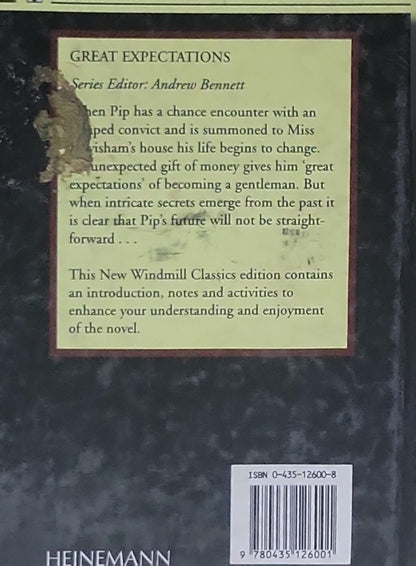 GREAT EXPECTATIONS
Series Editor: Andrew Bennett
Pip has a chance encounter with an
convict and is summoned to Miss
house his life begins to change.
unexpected gift of money gives him ‘great
expectations’ of becoming a gentleman. But
when intricate secrets emerge from the past it
is clear that Pip’s future will not be straight-
forward . . .
This New Windmill Classics edition contains
an introduction, notes and activities to
enhance your understanding and enjoyment
of the novel.
ISBN 0-435-12600-8
9 780435 126001
HEINEMANN